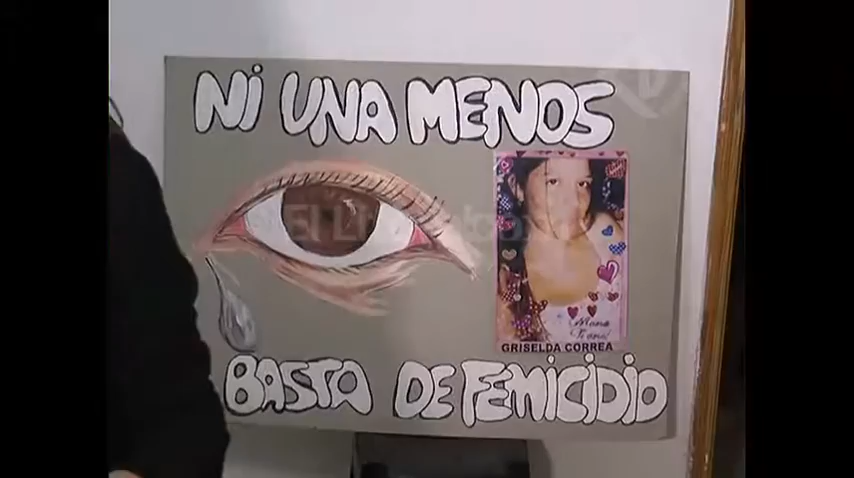 NI UNA MENOS
GRISELDA CORREA
BASTA DE FEMICIDIO